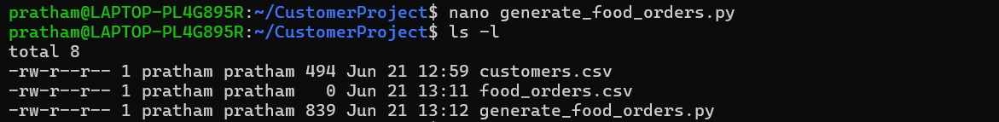 pratham@LAPTOP-PL4G895R:~/CustomerProject$ nano generate_food_orders.py
pratham@LAPTOP-PL4G895R:~/CustomerProject$ ls -l
total 8
-rw-r--r-- 1 pratham pratham 494 Jun 21 12:59 customers.csv
-rw-r--r-- 1 pratham pratham   0 Jun 21 13:11 food_orders.csv
-rw-r--r-- 1 pratham pratham 839 Jun 21 13:12 generate_food_orders.py